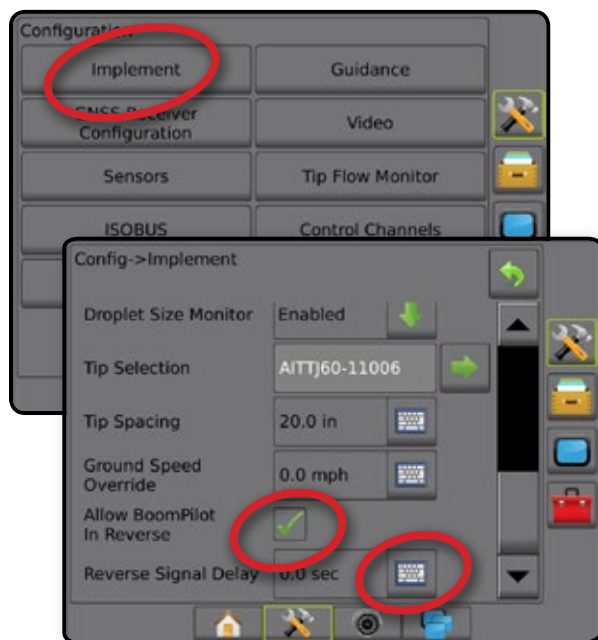 Configuration
Implement
Guidance
GNSS Receiver
Configuration
Video
Sensors
Tip Flow Monitor
ISOBUS
Control Channels
Config->Implement
Droplet Size Monitor
Enabled
Tip Selection
AITTJ60-11006
Tip Spacing
20.0 in
Ground Speed
Override
0.0 mph
Allow BoomPilot
In Reverse
Reverse Signal Delay
0.0 sec